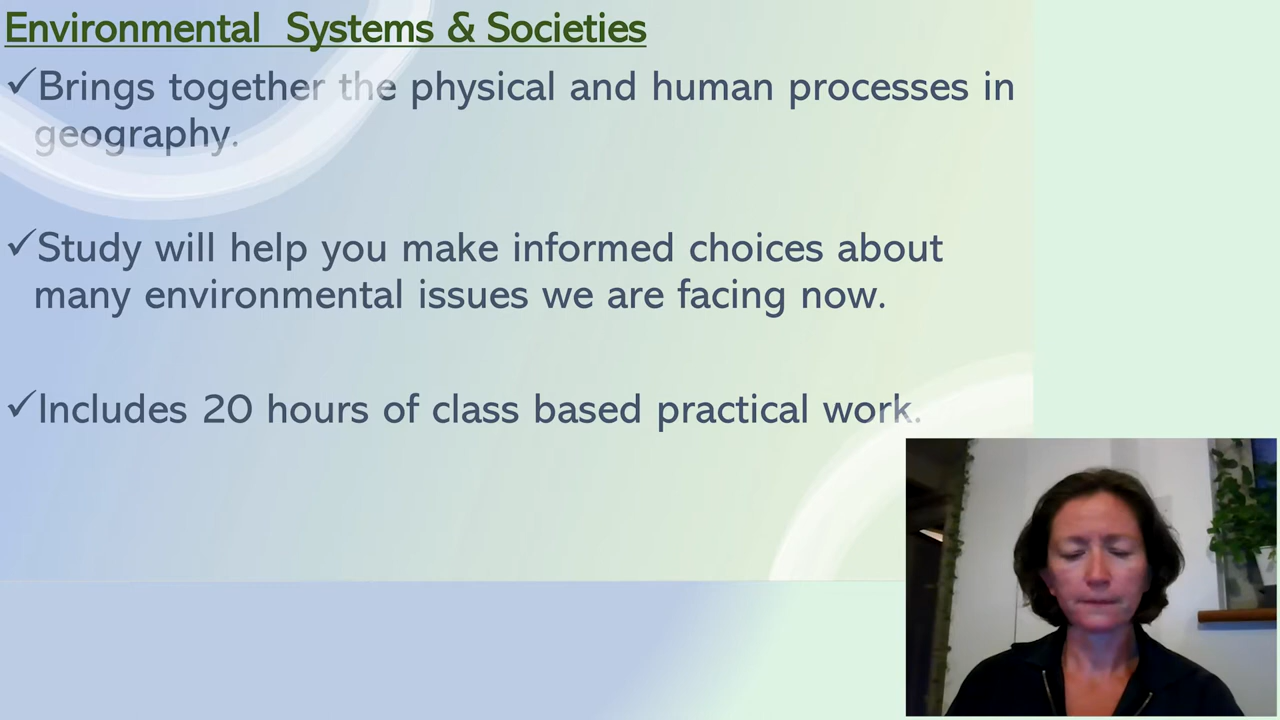 Environmental Systems & Societies
✓Brings together the physical and human processes in
geography.
✓Study will help you make informed choices about
many environmental issues we are facing now.
✓Includes 20 hours of class based practical work.